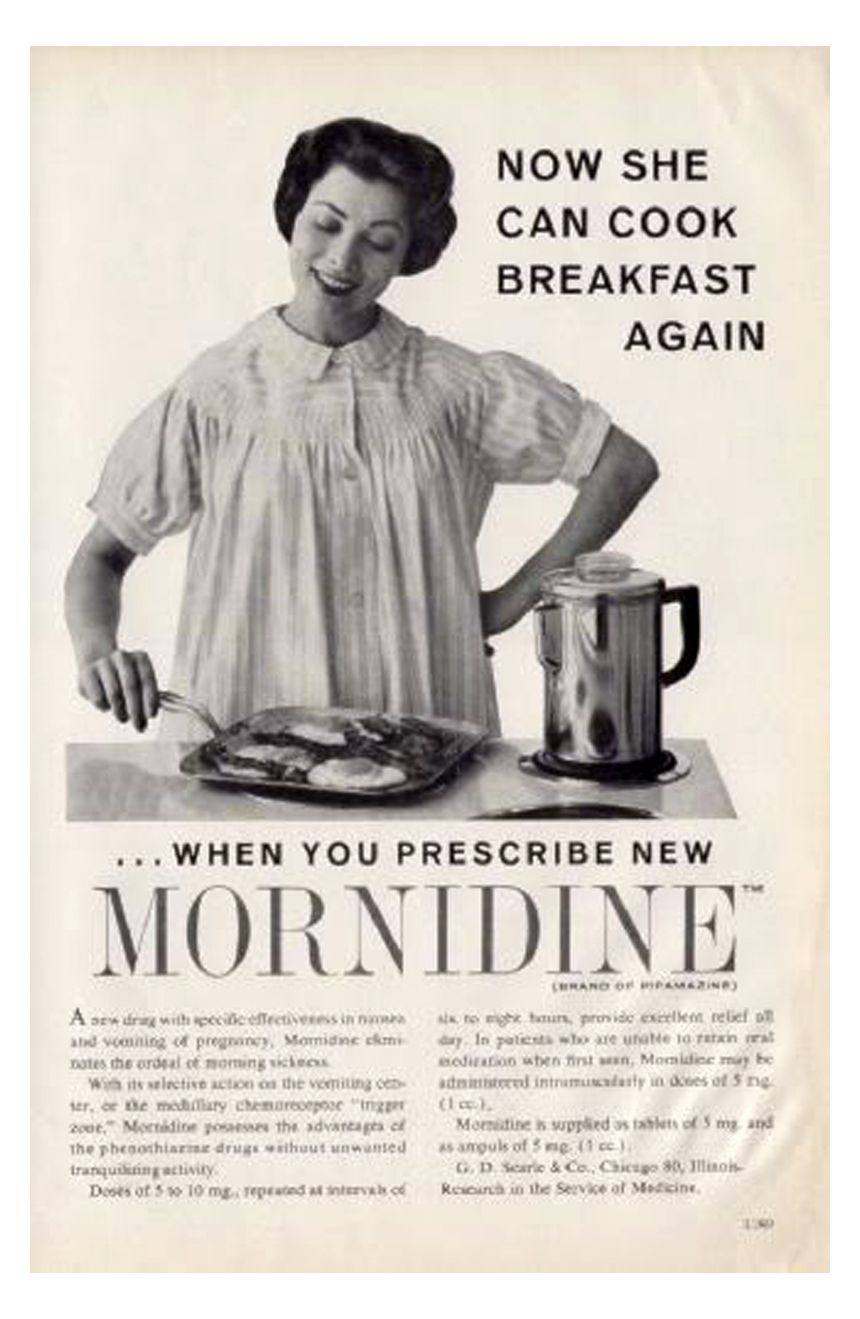 NOW SHE
CAN COOK
BREAKFAST
AGAIN
...WHEN YOU PRESCRIBE NEW
MORNIDINE™
(BRAND OF PIPAMAZINE)
A new drug with specific effectiveness in nausea
and vomiting of pregnancy, Mornidine elimi-
nates the ordeal of morning sickness.
With its selective action on the vomiting cen-
ter, or the medullary chemoreceptor "trigger
zone," Mornidine possesses the advantages of
the phenothiazine drugs without unwanted
tranquilizing activity.
Doses of 5 to 10 mg., repeated at intervals of
six to eight hours, provide excellent relief all
day. In patients who are unable to retain oral
medication when first seen, Mornidine may be
administered intramuscularly in doses of 5 mg.
(1 cc.).
Mornidine is supplied as tablets of 5 mg. and
as ampuls of 5 mg. (1 cc.).
G. D. Searle & Co., Chicago 80, Illinois.
Research in the Service of Medicine.